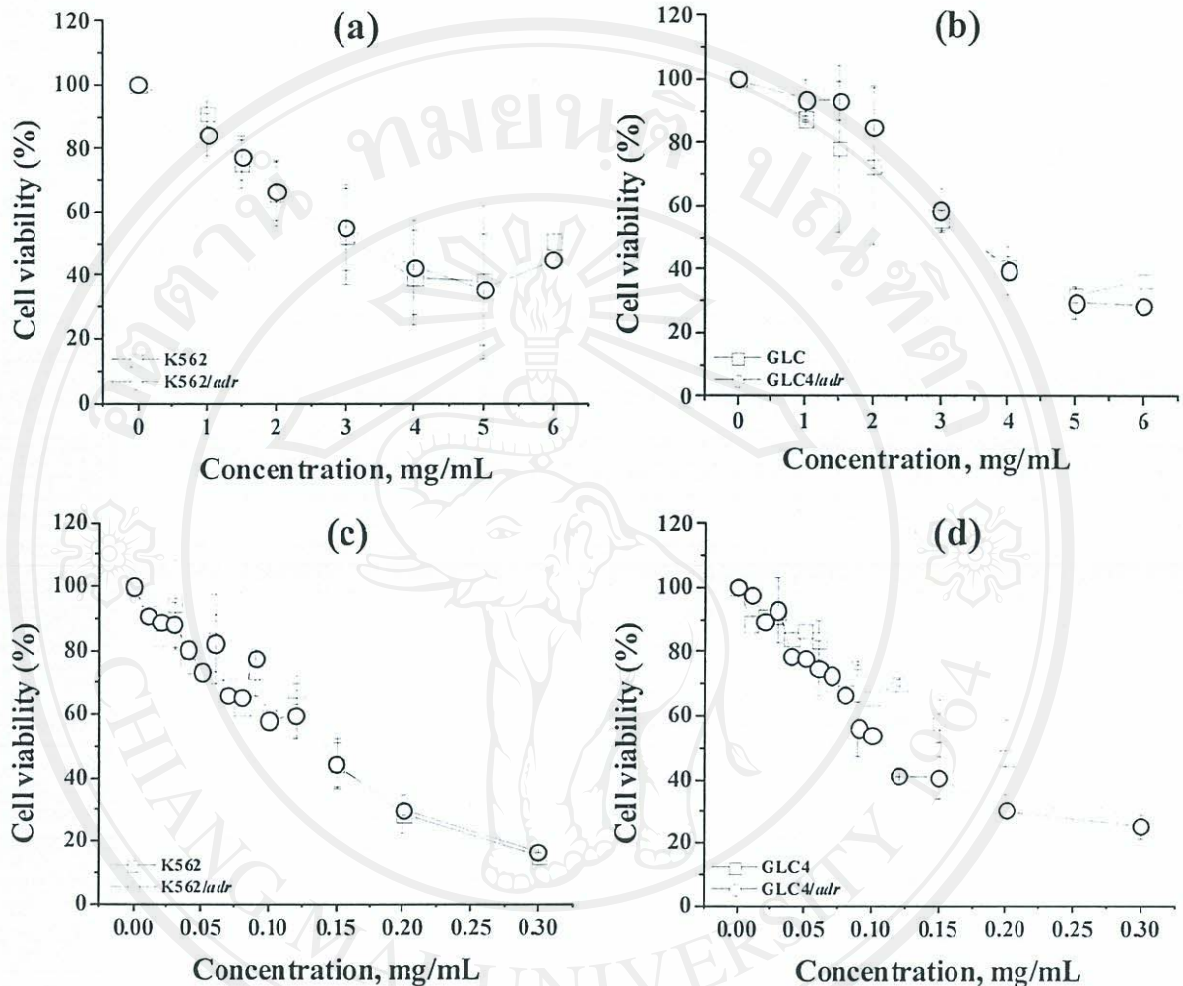 (a)
120
100
80
60
40
20
0
Cell viability (%)
K562
K562/adr
0 1 2 3 4 5 6
Concentration, mg/mL
(b)
120
100
80
60
40
20
0
Cell viability (%)
GLC
GLC4/adr
0 1 2 3 4 5 6
Concentration, mg/mL
(c)
120
100
80
60
40
20
0
Cell viability (%)
K562
K562/adr
0.00 0.05 0.10 0.15 0.20 0.30
Concentration, mg/mL
(d)
120
100
80
60
40
20
0
Cell viability (%)
GLC4
GLC4/adr
0.00 0.05 0.10 0.15 0.20 0.30
Concentration, mg/mL
CHIANG MAI UNIVERSITY 1964